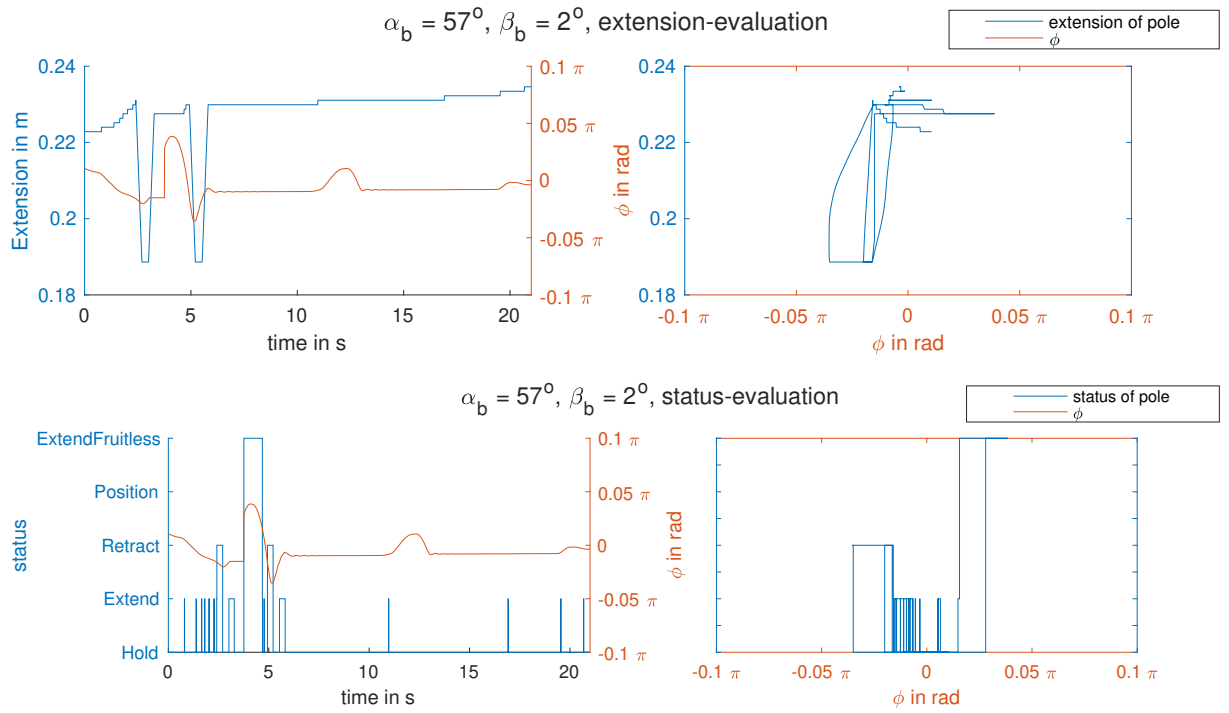 α_b = 57°, β_b = 2°, extension-evaluation
extension of pole
ϕ
0.24
0.22
0.2
0.18
Extension in m
0.1 π
0.05 π
0
-0.05 π
-0.1 π
0
5
10
15
20
time in s
0.24
0.22
0.2
0.18
ϕ in rad
-0.1 π
-0.05 π
0
0.05 π
0.1 π
ϕ in rad
α_b = 57°, β_b = 2°, status-evaluation
status of pole
ϕ
ExtendFruitless
Position
Retract
Extend
Hold
status
0.1 π
0.05 π
0
-0.05 π
-0.1 π
0
5
10
15
20
time in s
ϕ in rad
-0.1 π
-0.05 π
0
0.05 π
0.1 π
ϕ in rad